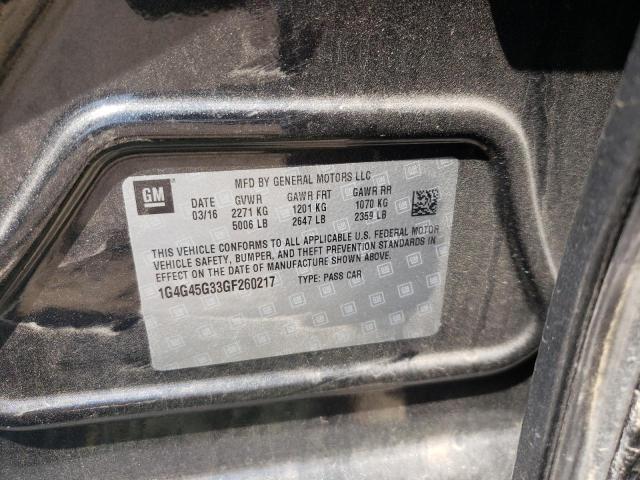 MFD BY GENERAL MOTORS LLC
GM
DATE GVWR GAWR FRT GAWR RR
03/16 2271 KG 1201 KG 1070 KG
5006 LB 2647 LB 2359 LB
THIS VEHICLE CONFORMS TO ALL APPLICABLE U.S. FEDERAL MOTOR
VEHICLE SAFETY, BUMPER, AND THEFT PREVENTION STANDARDS IN
EFFECT ON THE DATE OF MANUFACTURE SHOWN ABOVE.
1G4G45G33GF260217 TYPE: PASS CAR